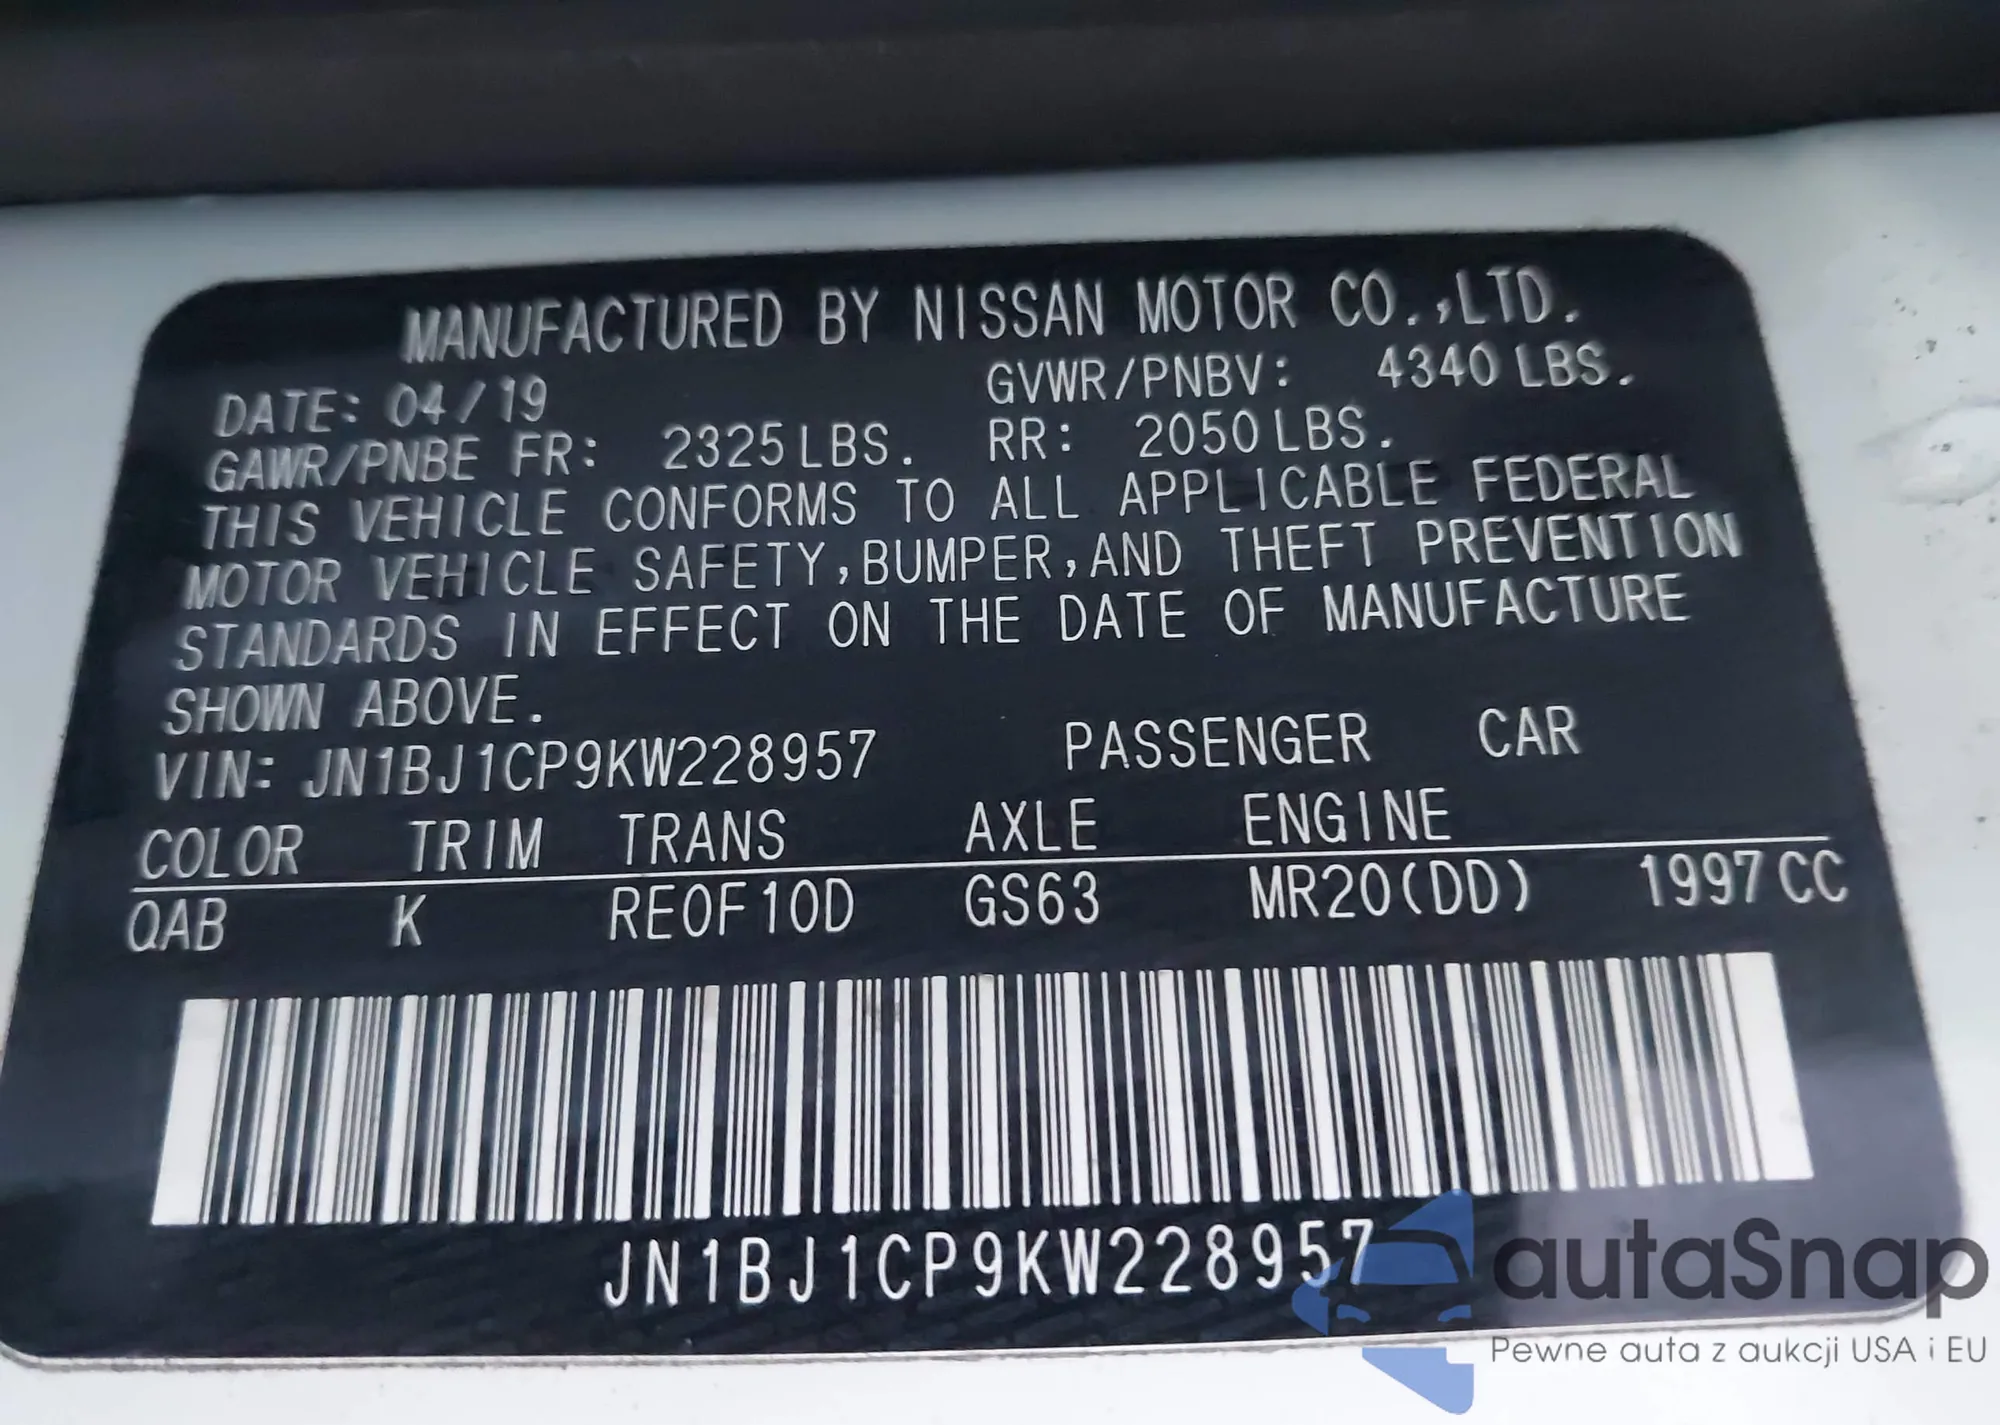 MANUFACTURED BY NISSAN MOTOR CO.,LTD.
DATE: 04/19 GVWR/PNBV: 4340 LBS.
GAWR/PNBE FR: 2325 LBS. RR: 2050 LBS.
THIS VEHICLE CONFORMS TO ALL APPLICABLE FEDERAL
MOTOR VEHICLE SAFETY,BUMPER,AND THEFT PREVENTION
STANDARDS IN EFFECT ON THE DATE OF MANUFACTURE
SHOWN ABOVE.
VIN: JN1BJ1CP9KW228957 PASSENGER CAR
COLOR TRIM TRANS AXLE ENGINE
QAB K RE0F10D GS63 MR20(DD) 1997 CC
JN1BJ1CP9KW228957
autaSnap
Pewne auta z aukcji USA i EU